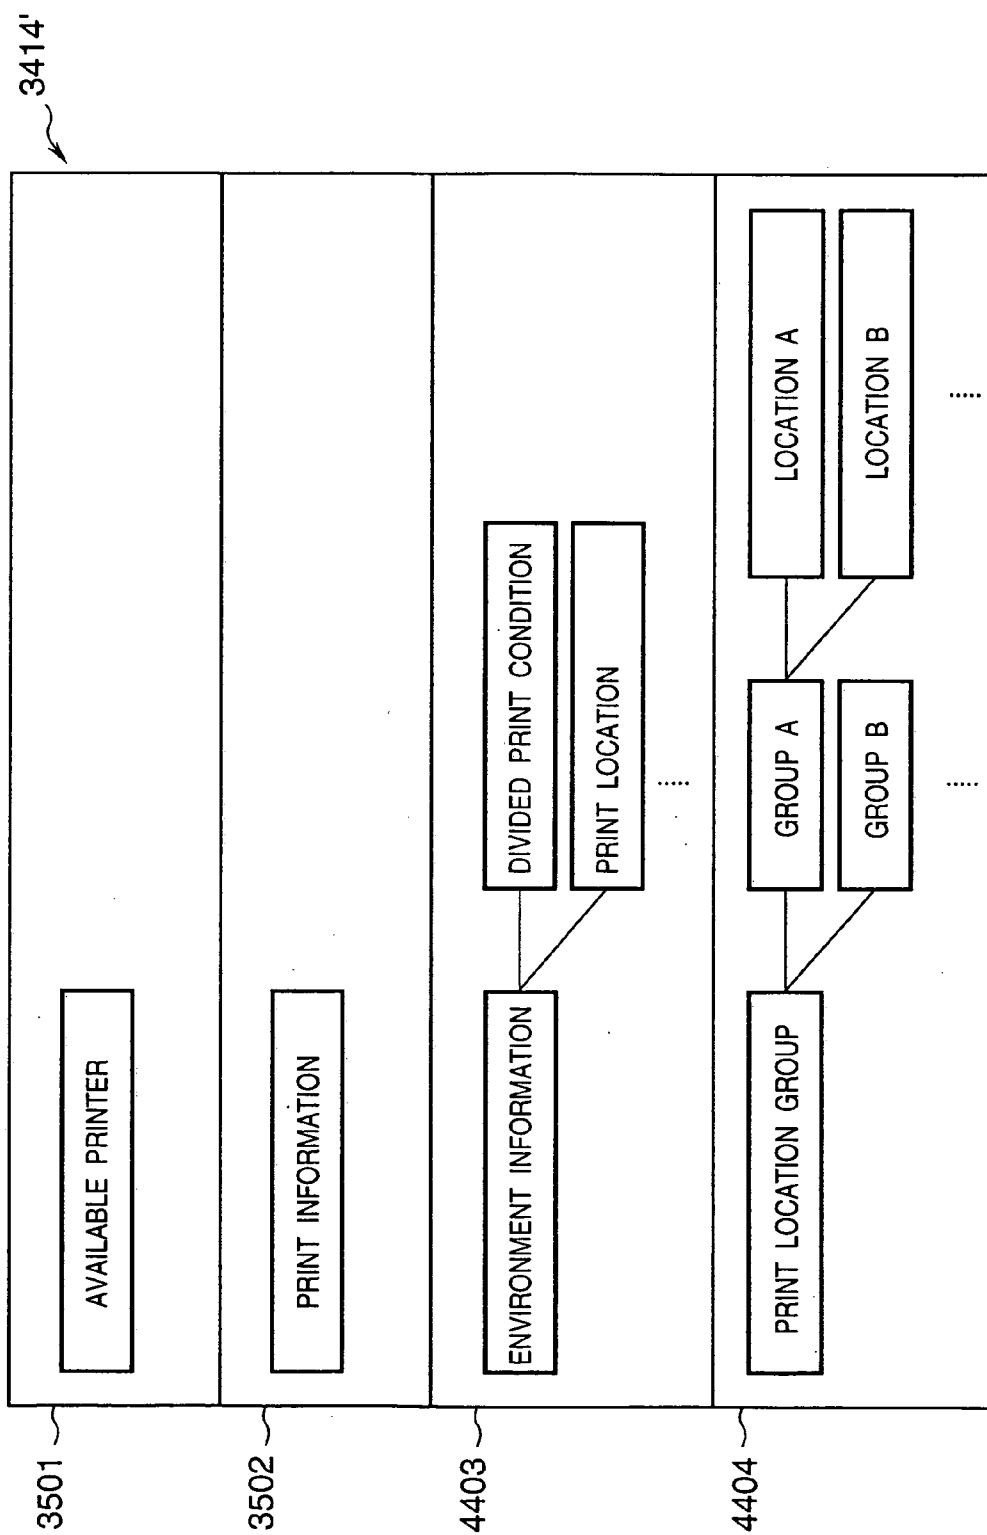 3414'
3501
AVAILABLE PRINTER
3502
PRINT INFORMATION
4403
ENVIRONMENT INFORMATION
DIVIDED PRINT CONDITION
PRINT LOCATION
.....
4404
PRINT LOCATION GROUP
GROUP A
LOCATION A
GROUP B
LOCATION B
.....
.....